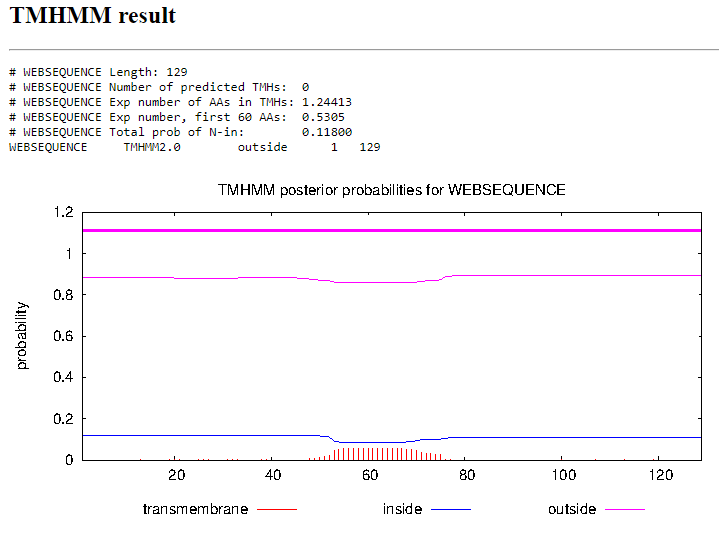 TMHMM result
# WEBSEQUENCE Length: 129
# WEBSEQUENCE Number of predicted TMHs: 0
# WEBSEQUENCE Exp number of AAs in TMHs: 1.24413
# WEBSEQUENCE Exp number, first 60 AAs: 0.5305
# WEBSEQUENCE Total prob of N-in: 0.11800
WEBSEQUENCE TMHMM2.0 outside 1 129
TMHMM posterior probabilities for WEBSEQUENCE
1.2
1
0.8
0.6
0.4
0.2
0
probability
20 40 60 80 100 120
transmembrane inside outside